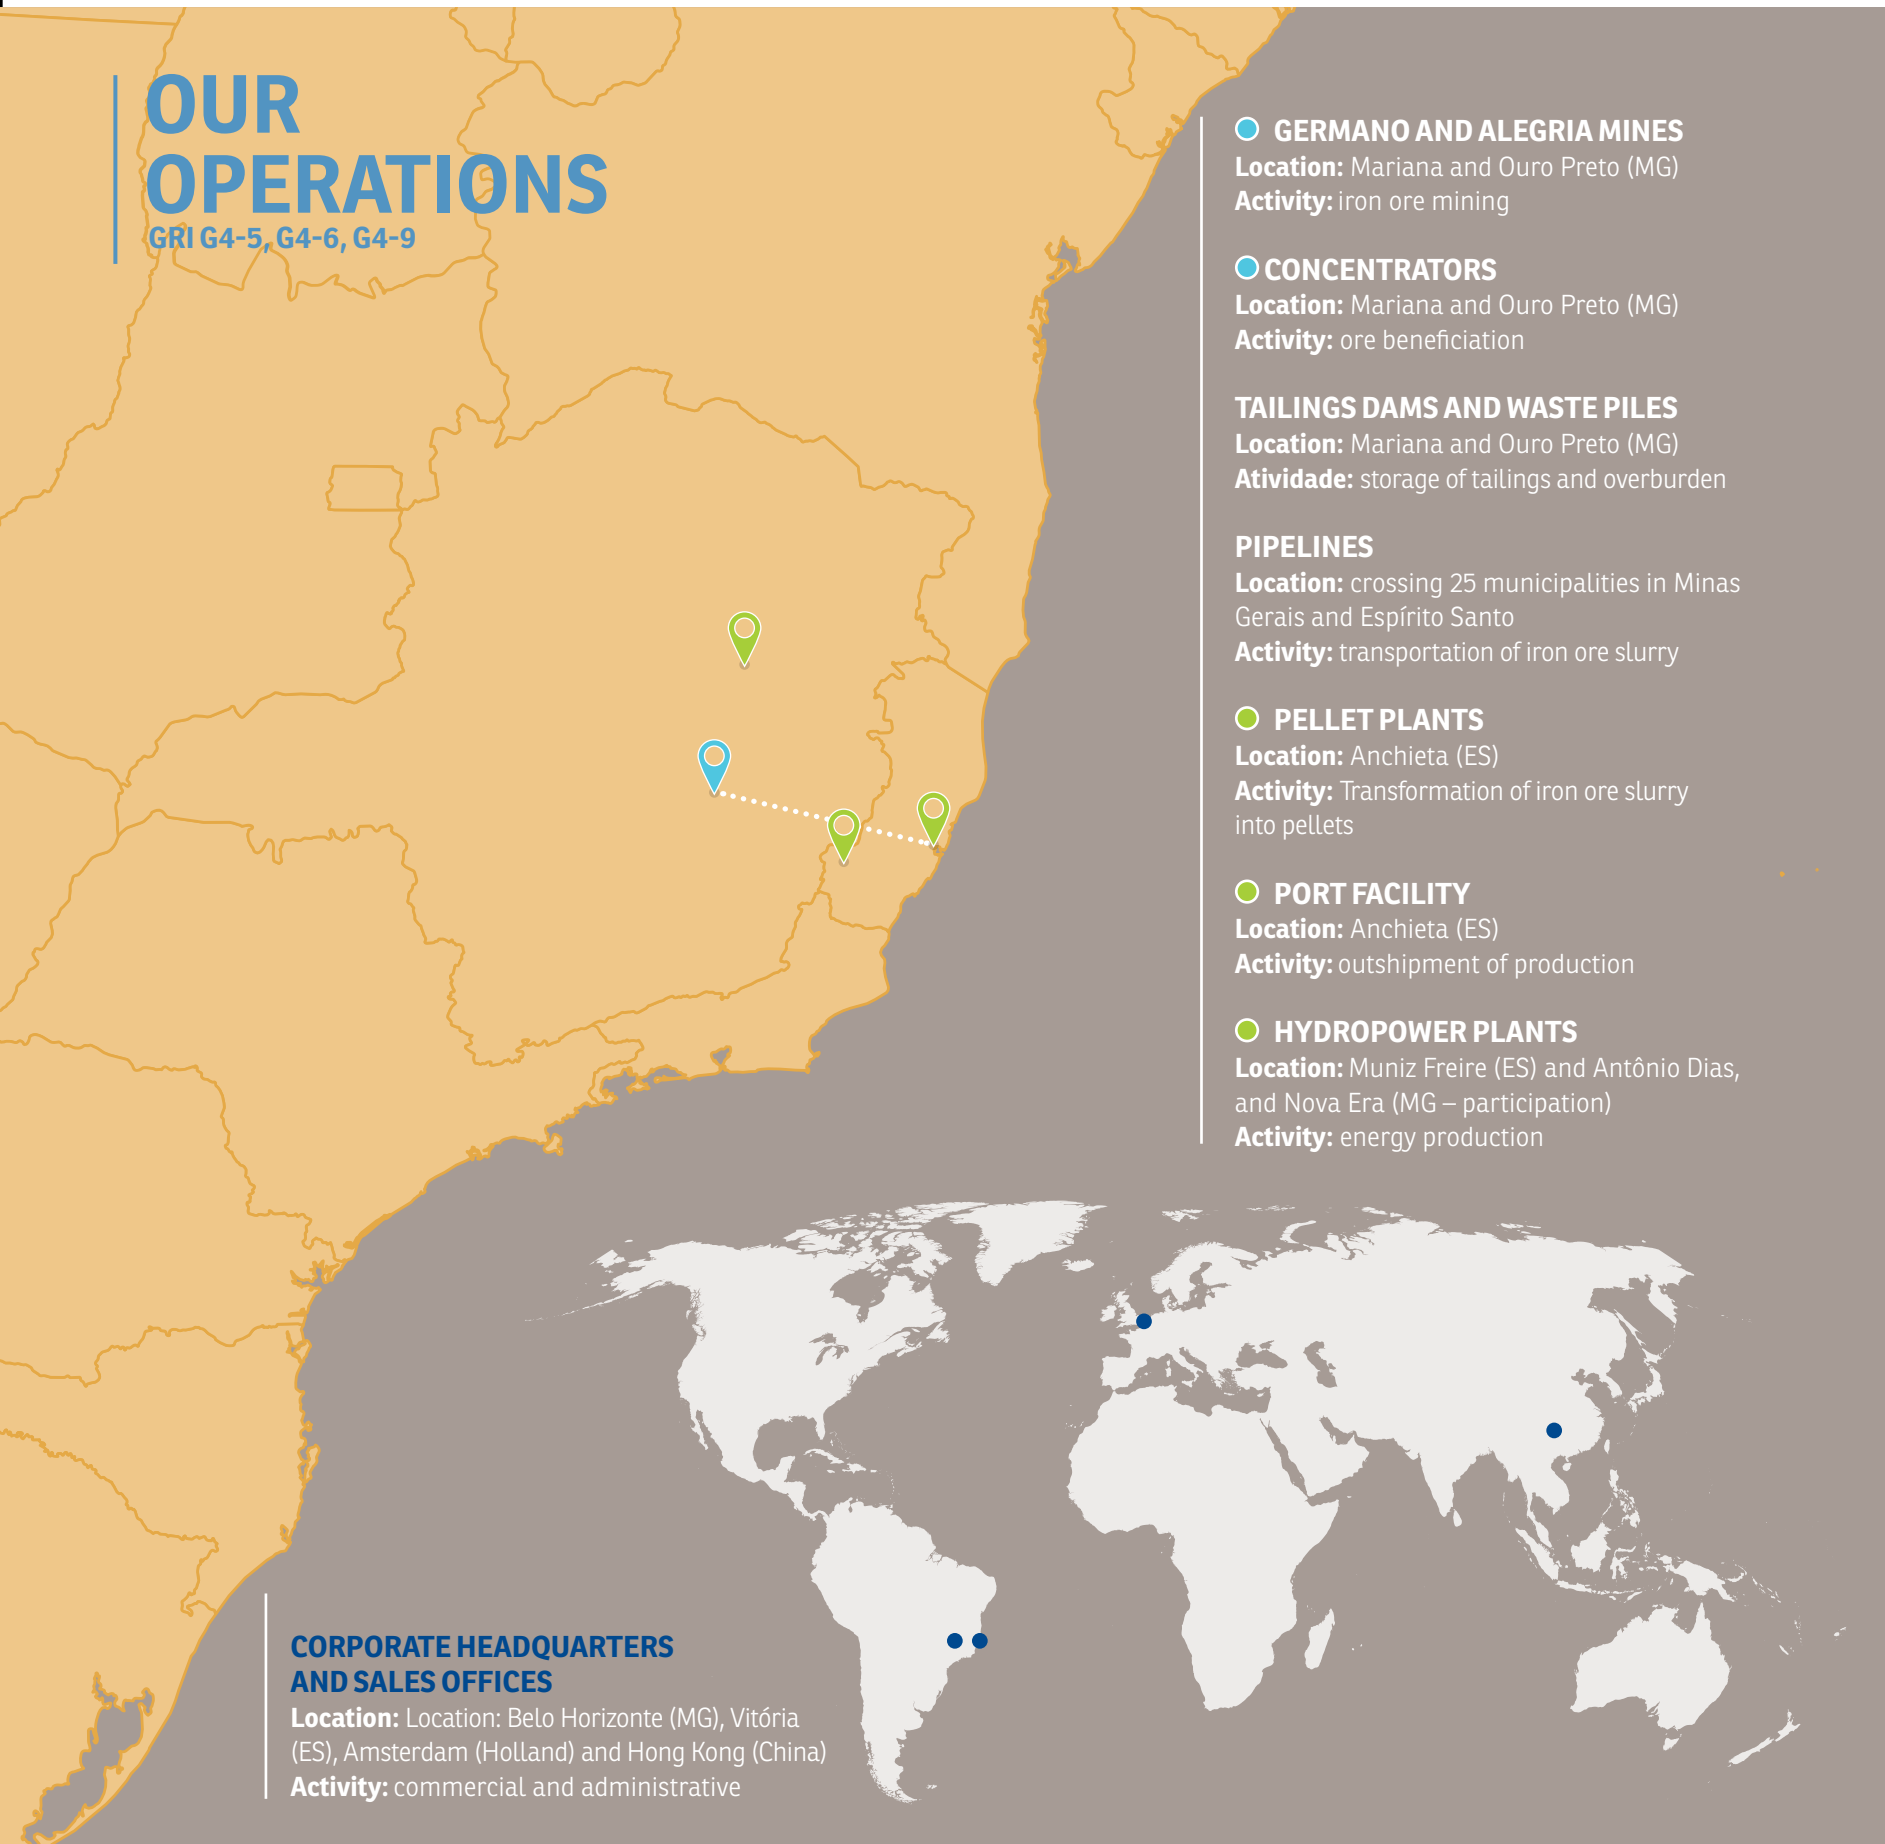 OUR
OPERATIONS
GRI G4-5, G4-6, G4-9
GERMANO AND ALEGRIA MINES
Location: Mariana and Ouro Preto (MG)
Activity: iron ore mining
CONCENTRATORS
Location: Mariana and Ouro Preto (MG)
Activity: ore beneficiation
TAILINGS DAMS AND WASTE PILES
Location: Mariana and Ouro Preto (MG)
Atividade: storage of tailings and overburden
PIPELINES
Location: crossing 25 municipalities in Minas
Gerais and Espírito Santo
Activity: transportation of iron ore slurry
PELLET PLANTS
Location: Anchieta (ES)
Activity: Transformation of iron ore slurry
into pellets
PORT FACILITY
Location: Anchieta (ES)
Activity: outshipment of production
HYDROPOWER PLANTS
Location: Muniz Freire (ES) and Antônio Dias,
and Nova Era (MG – participation)
Activity: energy production
CORPORATE HEADQUARTERS
AND SALES OFFICES
Location: Location: Belo Horizonte (MG), Vitória
(ES), Amsterdam (Holland) and Hong Kong (China)
Activity: commercial and administrative